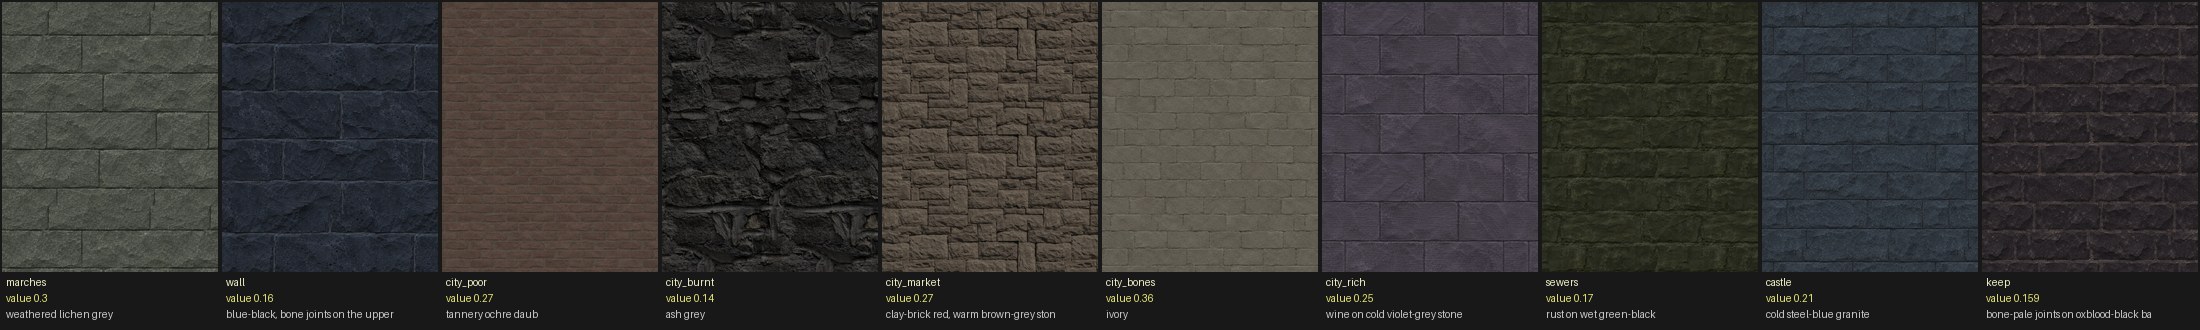 marches
value 0.3
weathered lichen grey
wall
value 0.16
blue-black, bone joints on the upper
city_poor
value 0.27
tannery ochre daub
city_burnt
value 0.14
ash grey
city_market
value 0.27
clay-brick red, warm brown-grey ston
city_bones
value 0.36
ivory
city_rich
value 0.25
wine on cold violet-grey stone
sewers
value 0.17
rust on wet green-black
castle
value 0.21
cold steel-blue granite
keep
value 0.159
bone-pale joints on oxblood-black ba